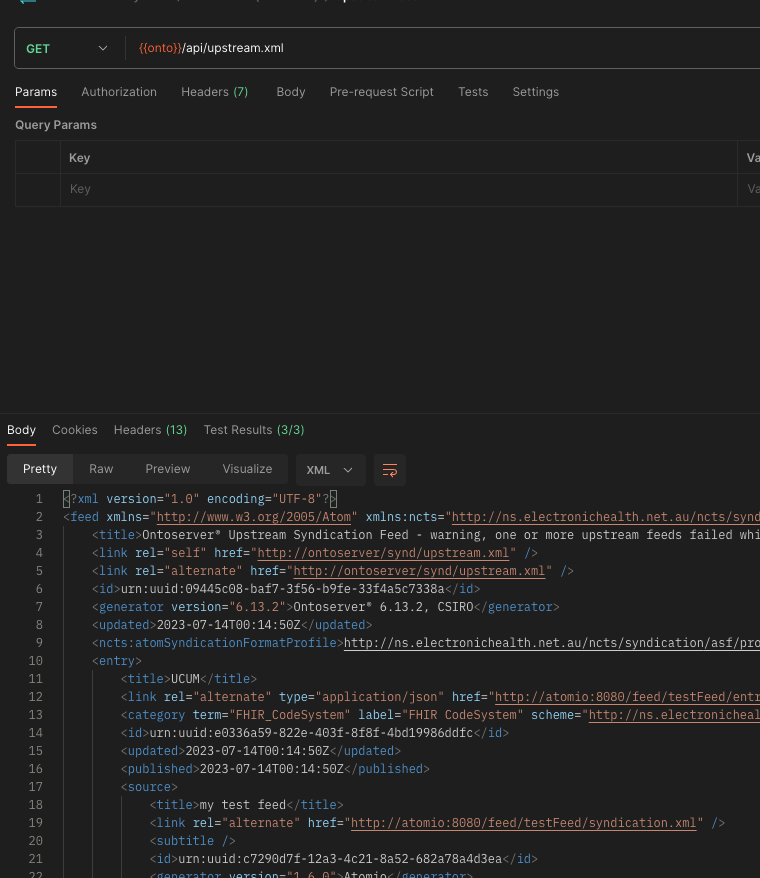 GET {{onto}}/api/upstream.xml
Params Authorization Headers (7) Body Pre-request Script Tests Settings
Query Params
Key Va
Key Va
Body Cookies Headers (13) Test Results (3/3)
Pretty Raw Preview Visualize XML
1 <?xml version="1.0" encoding="UTF-8"?>
2 <feed xmlns="http://www.w3.org/2005/Atom" xmlns:ncts="http://ns.electronichealth.net.au/ncts/synd
3 <title>Ontoserver® Upstream Syndication Feed - warning, one or more upstream feeds failed whi
4 <link rel="self" href="http://ontoserver/synd/upstream.xml" />
5 <link rel="alternate" href="http://ontoserver/synd/upstream.xml" />
6 <id>urn:uuid:09445c08-baf7-3f56-b9fe-33f4a5c7338a</id>
7 <generator version="6.13.2">Ontoserver® 6.13.2, CSIRO</generator>
8 <updated>2023-07-14T00:14:50Z</updated>
9 <ncts:atomSyndicationFormatProfile>http://ns.electronichealth.net.au/ncts/syndication/asf/pro
10 <entry>
11 <title>UCUM</title>
12 <link rel="alternate" type="application/json" href="http://atomio:8080/feed/testFeed/entr
13 <category term="FHIR_CodeSystem" label="FHIR CodeSystem" scheme="http://ns.electronicheal
14 <id>urn:uuid:e0336a59-822e-403f-8f8f-4bd19986ddfc</id>
15 <updated>2023-07-14T00:14:50Z</updated>
16 <published>2023-07-14T00:14:50Z</published>
17 <source>
18 <title>my test feed</title>
19 <link rel="alternate" href="http://atomio:8080/feed/testFeed/syndication.xml" />
20 <subtitle />
21 <id>urn:uuid:c7290d7f-12a3-4c21-8a52-682a78a4d3ea</id>
22 <generator version="1.6.0">Atomio</generator>